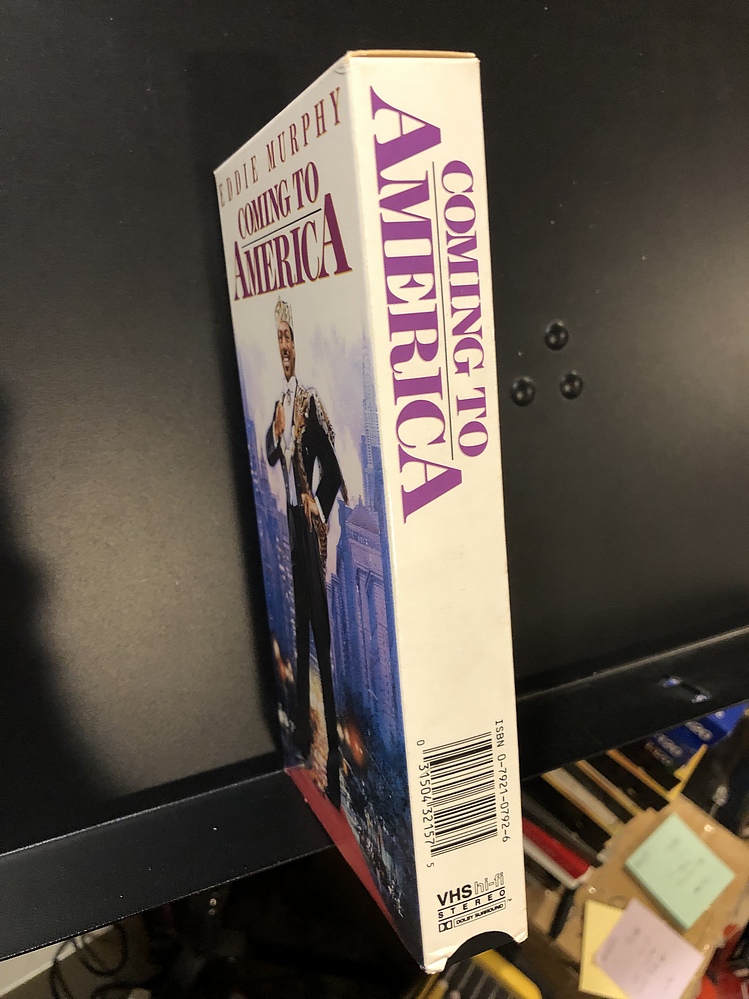 EDDIE MURPHY
COMING TO
AMERICA
COMING TO
AMERICA
ISBN 0-7921-0792-6
0 31504 32157 5
VHS hi-fi
STEREO
DOLBY SURROUND™